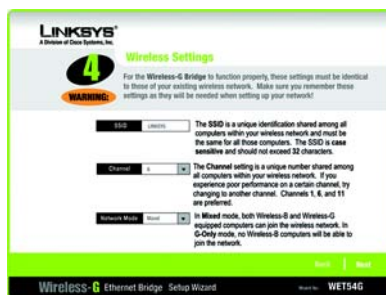 LINKSYS®
A Division of Cisco Systems, Inc.
4
Wireless Settings
WARNING:
For the Wireless-G Bridge to function properly, these settings must be identical
to those of your existing wireless network. Make sure you remember these
settings as they will be needed when setting up your network!
SSID
LINKSYS
The SSID is a unique identification shared among all
computers within your wireless network and must be
the same for all those computers. The SSID is case
sensitive and should not exceed 32 characters.
Channel
6
The Channel setting is a unique number shared among
all computers within your wireless network. If you
experience poor performance on a certain channel, try
changing to another channel. Channels 1, 6, and 11
are preferred.
Network Mode
Mixed
In Mixed mode, both Wireless-B and Wireless-G
equipped computers can join the wireless network. In
G-Only mode, no Wireless-B computers will be able to
join the network.
Back
Next
Wireless-G Ethernet Bridge Setup Wizard
Model No. WET54G